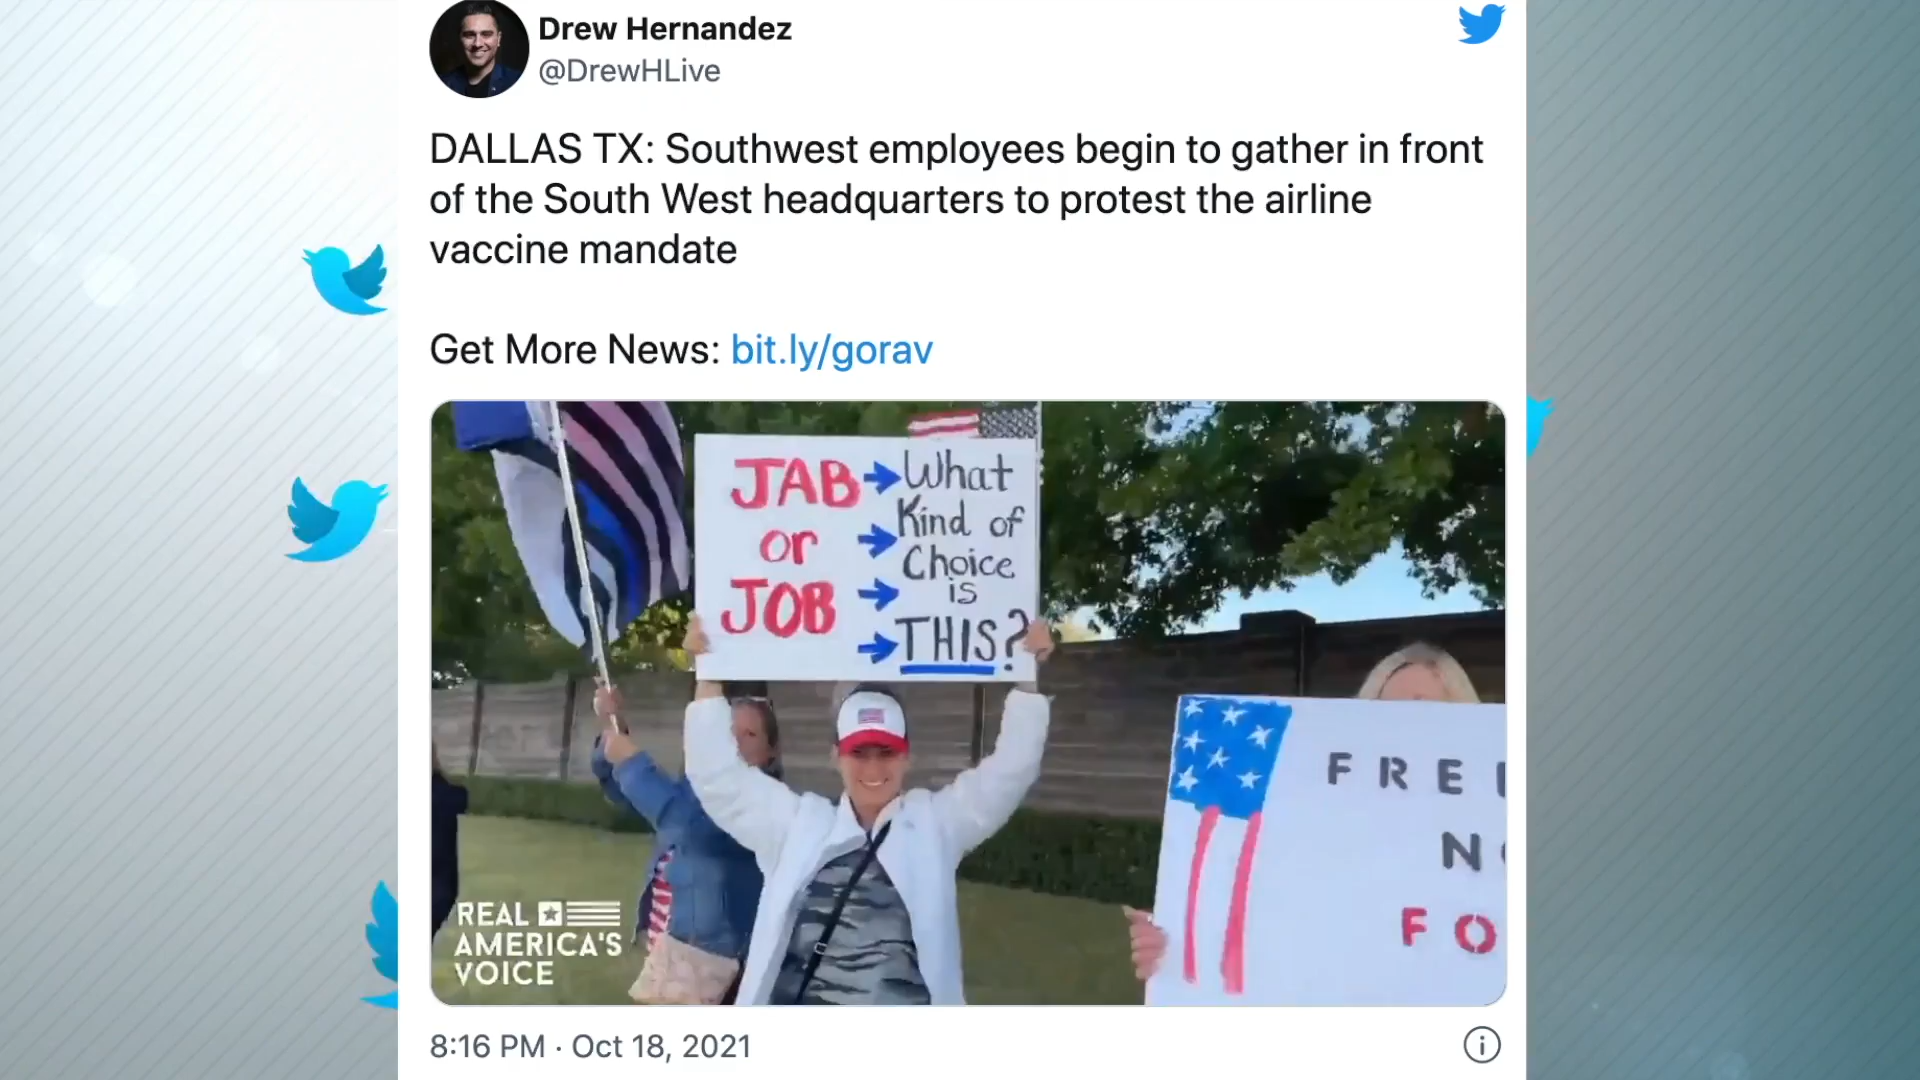 Drew Hernandez
@DrewHLive
DALLAS TX: Southwest employees begin to gather in front
of the South West headquarters to protest the airline
vaccine mandate
Get More News: bit.ly/gorav
JAB
or
JOB
What
Kind of
Choice
is
THIS?
FO
REAL
AMERICA'S
VOICE
8:16 PM · Oct 18, 2021